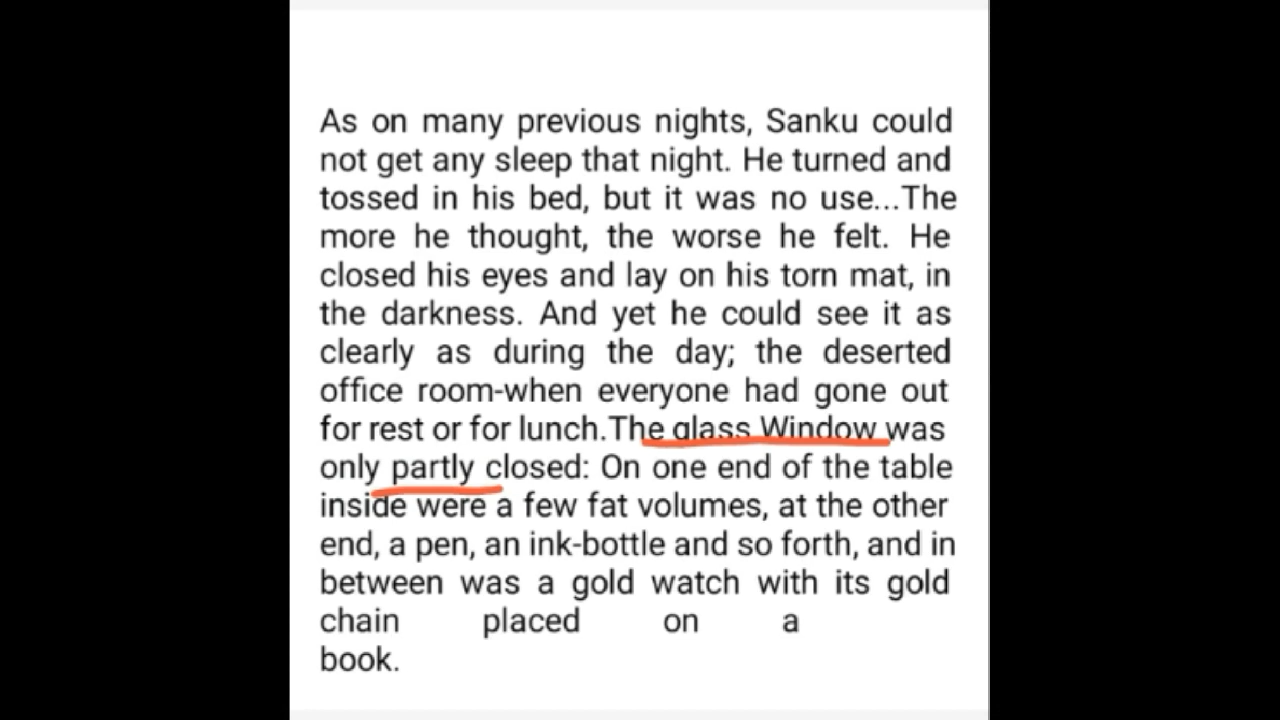 As on many previous nights, Sanku could
not get any sleep that night. He turned and
tossed in his bed, but it was no use...The
more he thought, the worse he felt. He
closed his eyes and lay on his torn mat, in
the darkness. And yet he could see it as
clearly as during the day; the deserted
office room-when everyone had gone out
for rest or for lunch.The glass Window was
only partly closed: On one end of the table
inside were a few fat volumes, at the other
end, a pen, an ink-bottle and so forth, and in
between was a gold watch with its gold
chain placed on a
book.